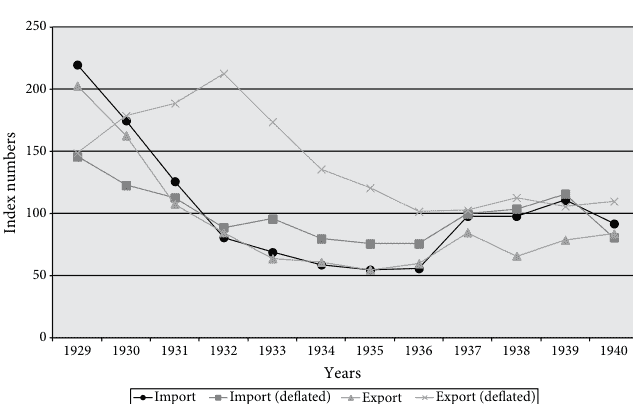 250
200
150
100
50
0
Index numbers
1929 1930 1931 1932 1933 1934 1935 1936 1937 1938 1939 1940
Years
Import Import (deflated) Export Export (deflated)